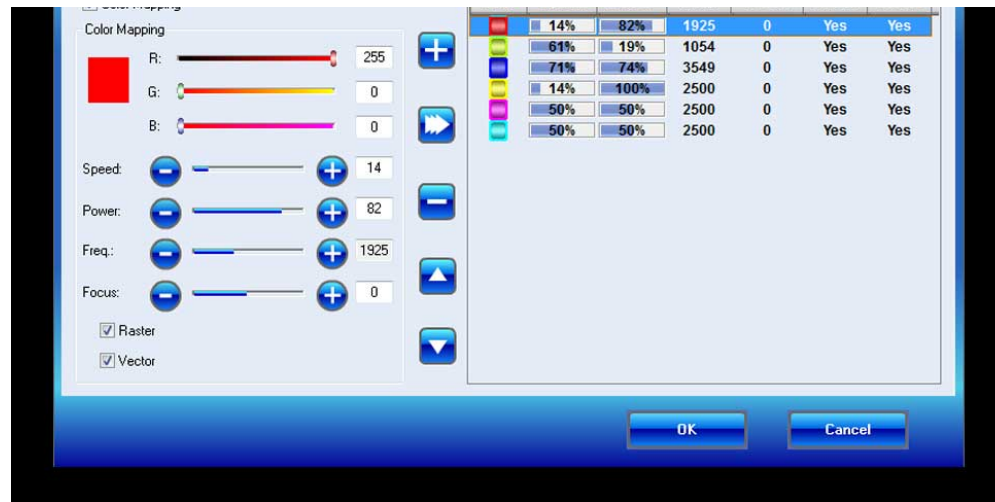 Color Mapping
Color Mapping
R: 255
G: 0
B: 0
Speed: 14
Power: 82
Freq.: 1925
Focus: 0
Raster
Vector
14% 82% 1925 0 Yes Yes
61% 19% 1054 0 Yes Yes
71% 74% 3549 0 Yes Yes
14% 100% 2500 0 Yes Yes
50% 50% 2500 0 Yes Yes
50% 50% 2500 0 Yes Yes
OK Cancel